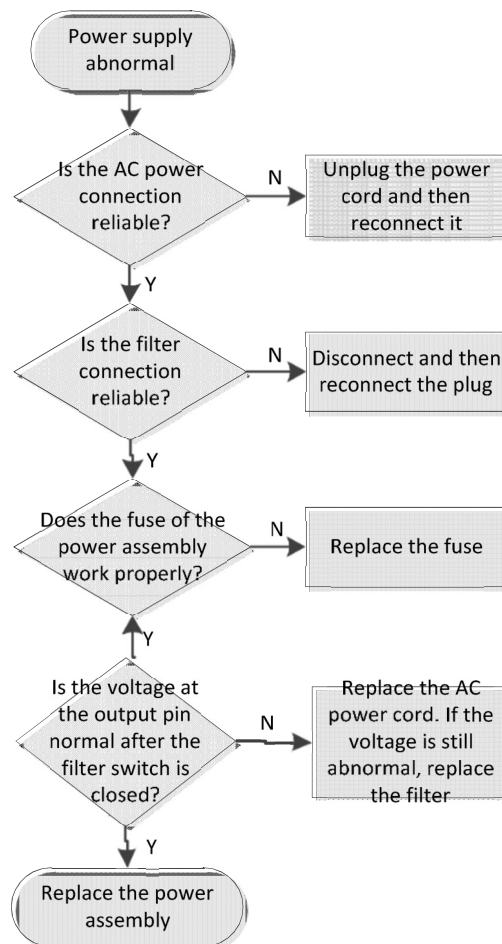 Power supply
abnormal
Is the AC power
connection
reliable?
N
Unplug the power
cord and then
reconnect it
Y
Is the filter
connection
reliable?
N
Disconnect and then
reconnect the plug
Y
Does the fuse of the
power assembly
work properly?
N
Replace the fuse
Y
Is the voltage at
the output pin
normal after the
filter switch is
closed?
N
Replace the AC
power cord. If the
voltage is still
abnormal, replace
the filter
Y
Replace the power
assembly